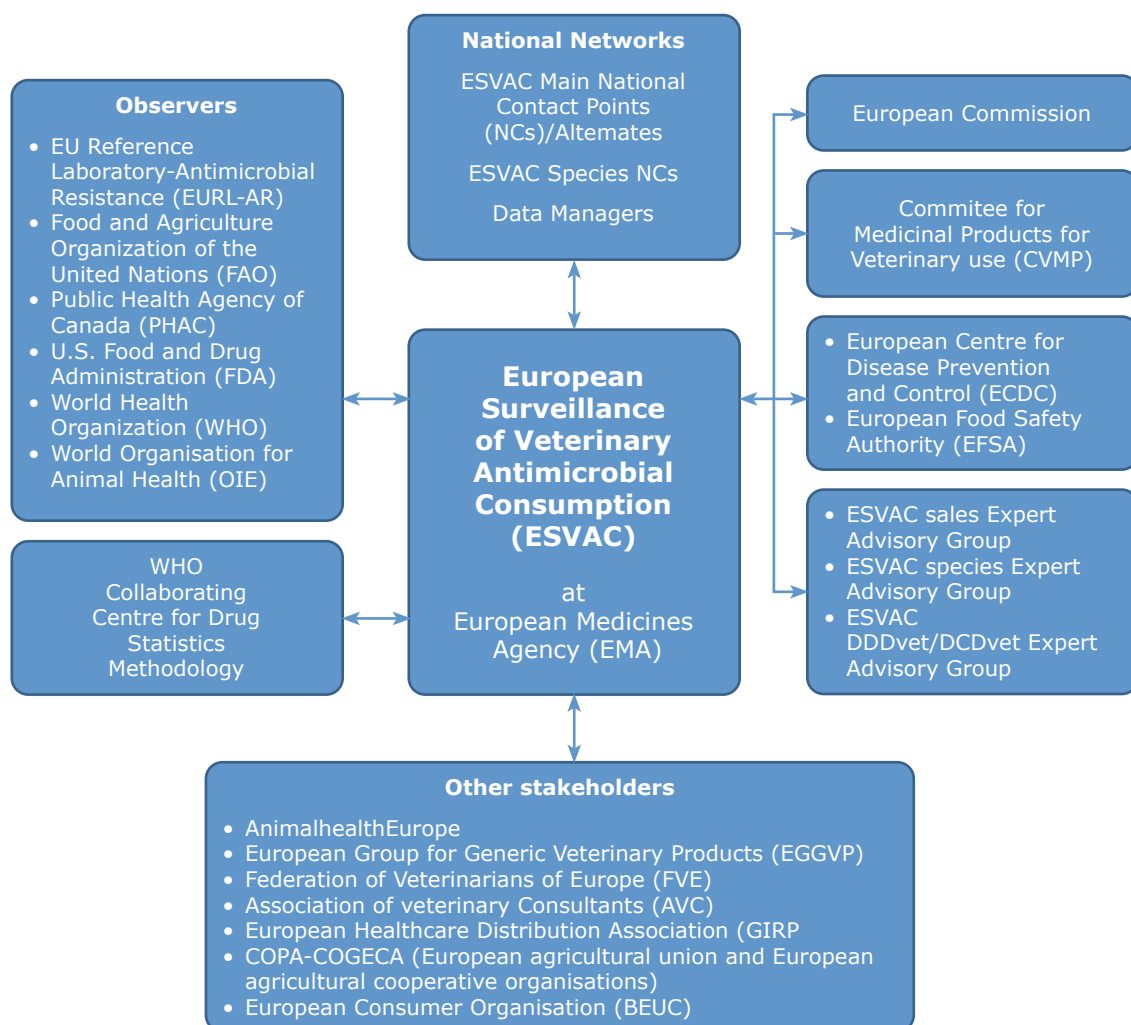 National Networks
ESVAC Main National
Contact Points
(NCs)/Alternates
ESVAC Species NCs
Data Managers
Observers
• EU Reference
Laboratory-Antimicrobial
Resistance (EURL-AR)
• Food and Agriculture
Organization of the
United Nations (FAO)
• Public Health Agency of
Canada (PHAC)
• U.S. Food and Drug
Administration (FDA)
• World Health
Organization (WHO)
• World Organisation for
Animal Health (OIE)
WHO
Collaborating
Centre for Drug
Statistics
Methodology
European
Surveillance
of Veterinary
Antimicrobial
Consumption
(ESVAC)
at
European Medicines
Agency (EMA)
European Commission
Commitee for
Medicinal Products for
Veterinary use (CVMP)
• European Centre for
Disease Prevention
and Control (ECDC)
• European Food Safety
Authority (EFSA)
• ESVAC sales Expert
Advisory Group
• ESVAC species Expert
Advisory Group
• ESVAC
DDDvet/DCDvet Expert
Advisory Group
Other stakeholders
• AnimalhealthEurope
• European Group for Generic Veterinary Products (EGGVP)
• Federation of Veterinarians of Europe (FVE)
• Association of veterinary Consultants (AVC)
• European Healthcare Distribution Association (GIRP
• COPA-COGECA (European agricultural union and European
agricultural cooperative organisations)
• European Consumer Organisation (BEUC)